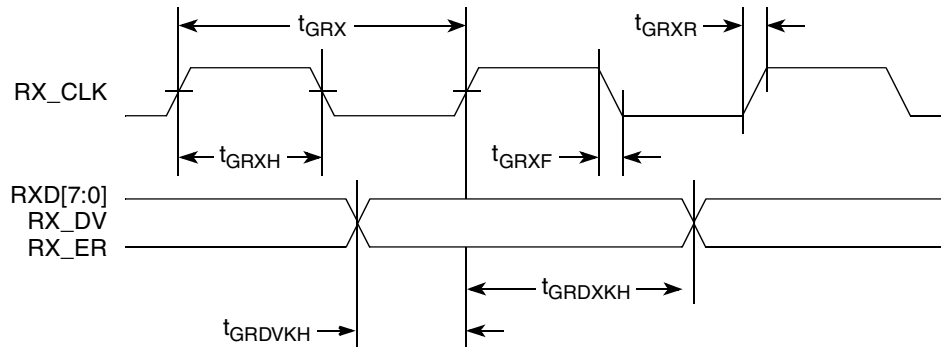 tGRX
tGRXR
RX_CLK
tGRXH
tGRXF
RXD[7:0]
RX_DV
RX_ER
tGRDXKH
tGRDVKH